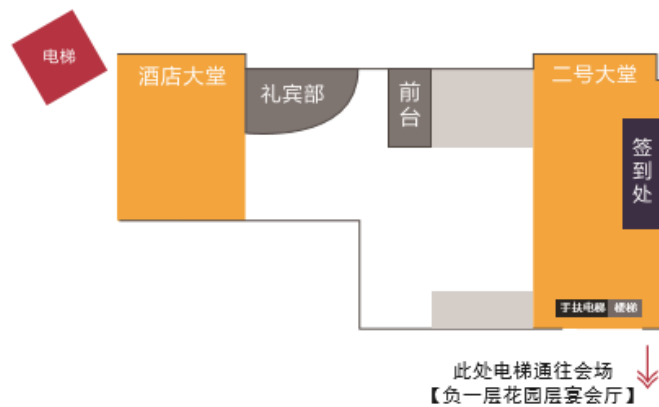 电梯
酒店大堂
礼宾部
前台
二号大堂
签到处
手扶电梯 楼梯
此处电梯通往会场
【负一层花园层宴会厅】